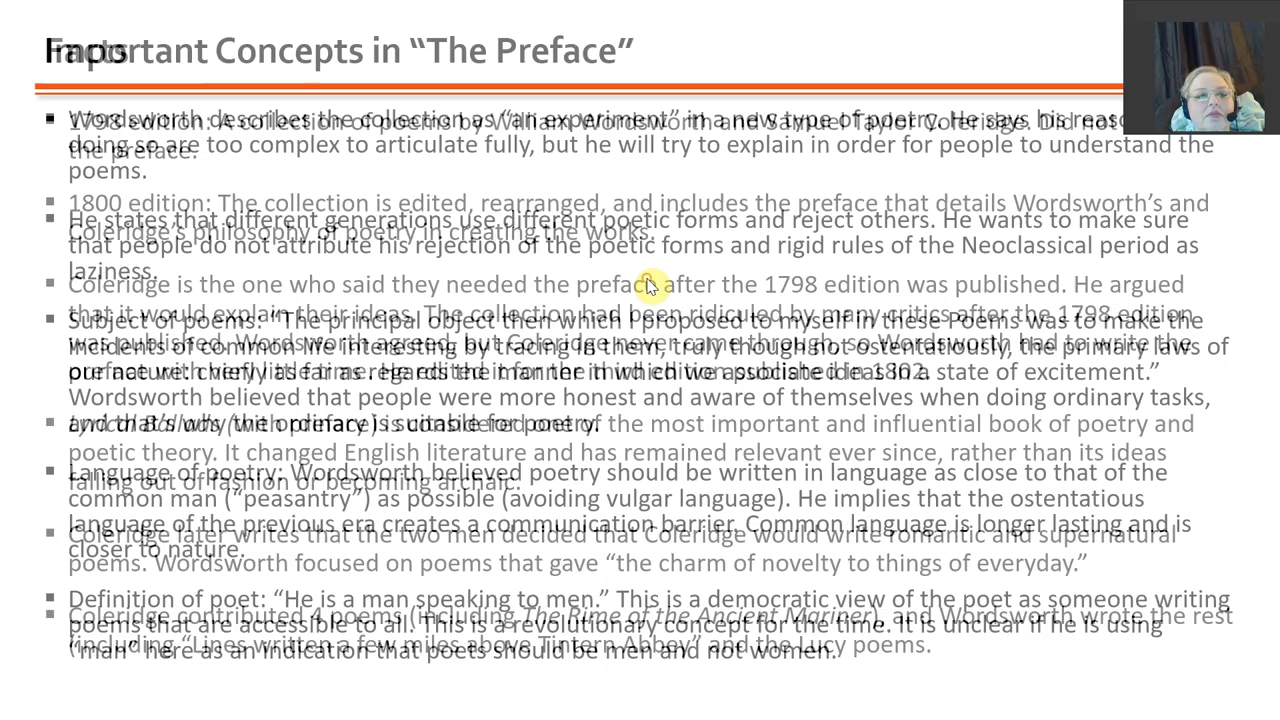 Facts
Important Concepts in “The Preface”
Wordsworth describes the collection as “an experiment” in a new type of poetry. He says his
1798 edition: A collection of poems by William Wordsworth and Samuel Taylor Coleridge. Did not
doing so are too complex to articulate fully, but he will try to explain in order for people to understand the
the preface.
poems.
1800 edition: The collection is edited, rearranged, and includes the preface that details Wordsworth’s and
He states that different generations use different poetic forms and reject others. He wants to make sure
Coleridge’s philosophy of poetry in creating the works.
that people do not attribute his rejection of the poetic forms and rigid rules of the Neoclassical period as
laziness.
Coleridge is the one who said they needed the preface after the 1798 edition was published. He argued
that it would explain their ideas. The collection had been ridiculed by many critics after the 1798 edition
Subject of poems: “The principal object then which I proposed to myself in these Poems was to make the
was published. Wordsworth agreed, but Coleridge never came through, so Wordsworth had to write the
incidents of common life interesting by tracing in them, truly though not ostentatiously, the primary laws of
preface with very little time. He edited it for the third edition published in 1802.
our nature: chiefly as far as regards the manner in which we associate ideas in a state of excitement.”
Wordsworth believed that people were more honest and aware of themselves when doing ordinary tasks,
and that’s why the ordinary is suitable for poetry.
Lyrical Ballads (with preface) is considered one of the most important and influential book of poetry and
poetic theory. It changed English literature and has remained relevant ever since, rather than its ideas
Language of poetry: Wordsworth believed poetry should be written in language as close to that of the
falling out of fashion or becoming archaic.
common man (“peasantry”) as possible (avoiding vulgar language). He implies that the ostentatious
language of the previous era creates a communication barrier. Common language is longer lasting and is
Coleridge later writes that the two men decided that Coleridge would write romantic and supernatural
closer to nature.
poems. Wordsworth focused on poems that gave “the charm of novelty to things of everyday.”
Definition of poet: “He is a man speaking to men.” This is a democratic view of the poet as someone writing
Coleridge contributed 4 poems (including The Rime of the Ancient Mariner), and Wordsworth wrote the rest
poems that are accessible to all. This is a revolutionary concept for the time. It is unclear if he is using
(including “Lines written a few miles above Tintern Abbey” and the Lucy poems.
“man” here as an indication that poets should be men and not women.